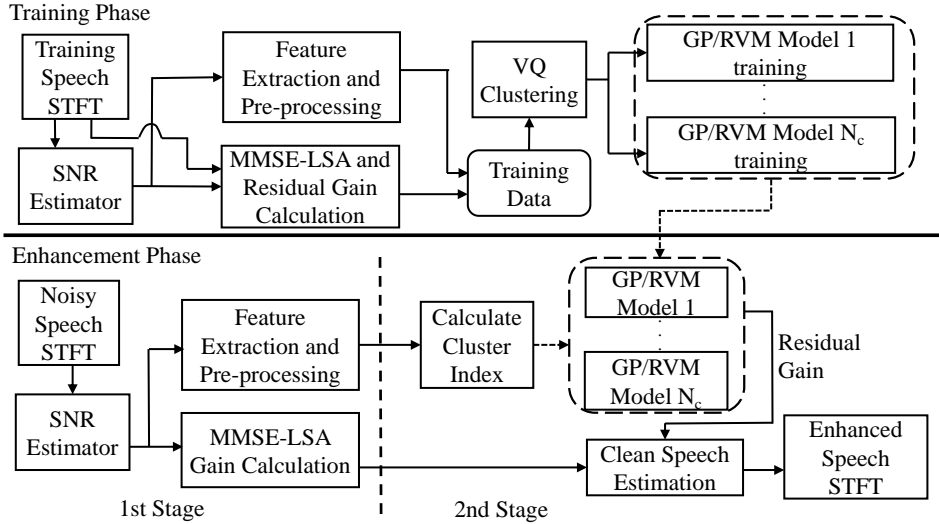 Training Phase
Training
Speech
STFT
SNR
Estimator
Feature
Extraction and
Pre-processing
MMSE-LSA and
Residual Gain
Calculation
VQ
Clustering
Training
Data
GP/RVM Model 1
training
GP/RVM Model Nc
training
Enhancement Phase
Noisy
Speech
STFT
SNR
Estimator
Feature
Extraction and
Pre-processing
MMSE-LSA
Gain Calculation
1st Stage
Calculate
Cluster
Index
GP/RVM
Model 1
GP/RVM
Model Nc
Residual
Gain
Clean Speech
Estimation
Enhanced
Speech
STFT
2nd Stage